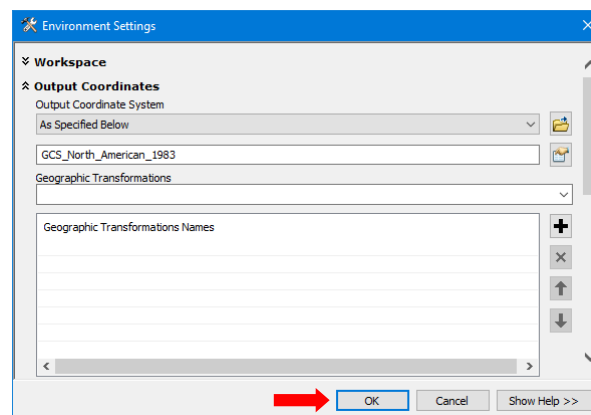 Environment Settings
Workspace
Output Coordinates
Output Coordinate System
As Specified Below
GCS_North_American_1983
Geographic Transformations
Geographic Transformations Names
OK Cancel Show Help >>